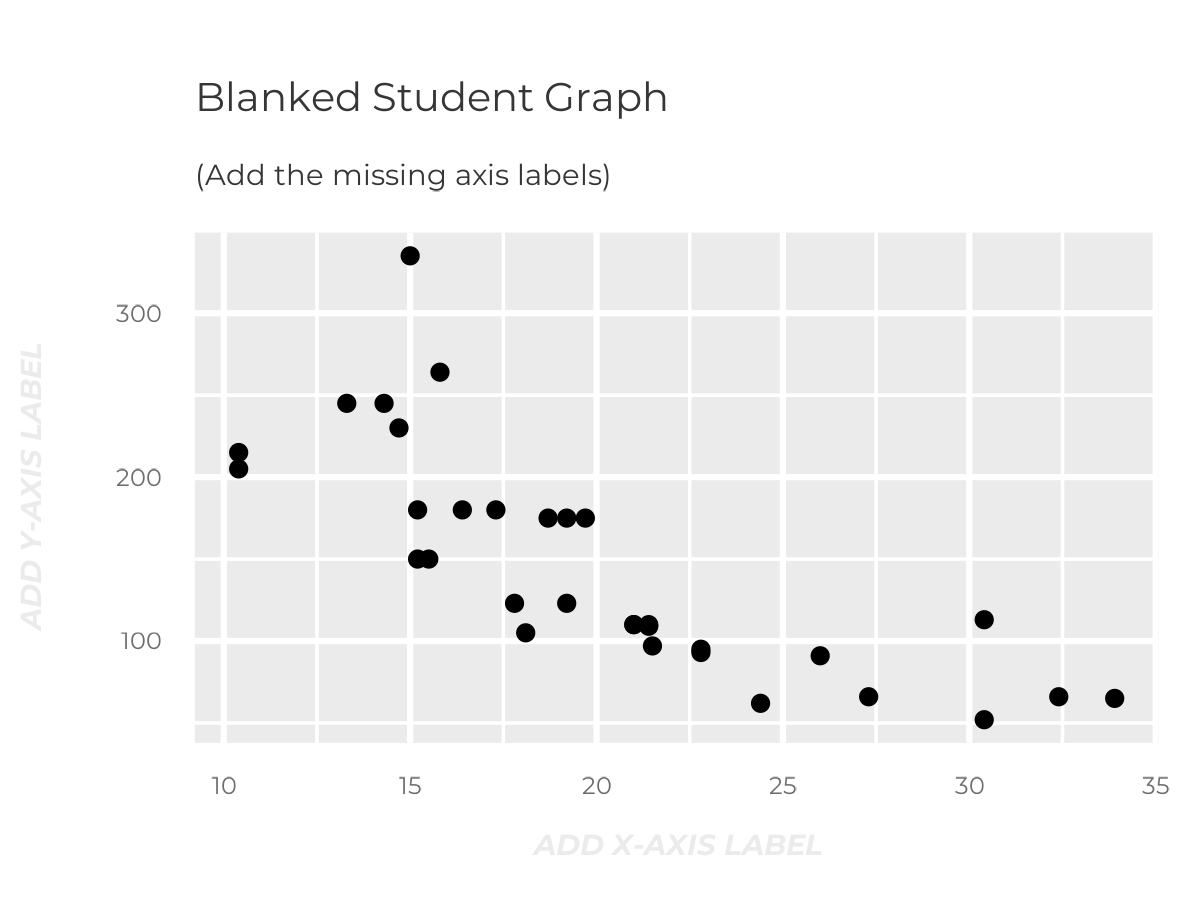 Blanked Student Graph
(Add the missing axis labels)
300
200
100
ADD Y-AXIS LABEL
10 15 20 25 30 35
ADD X-AXIS LABEL